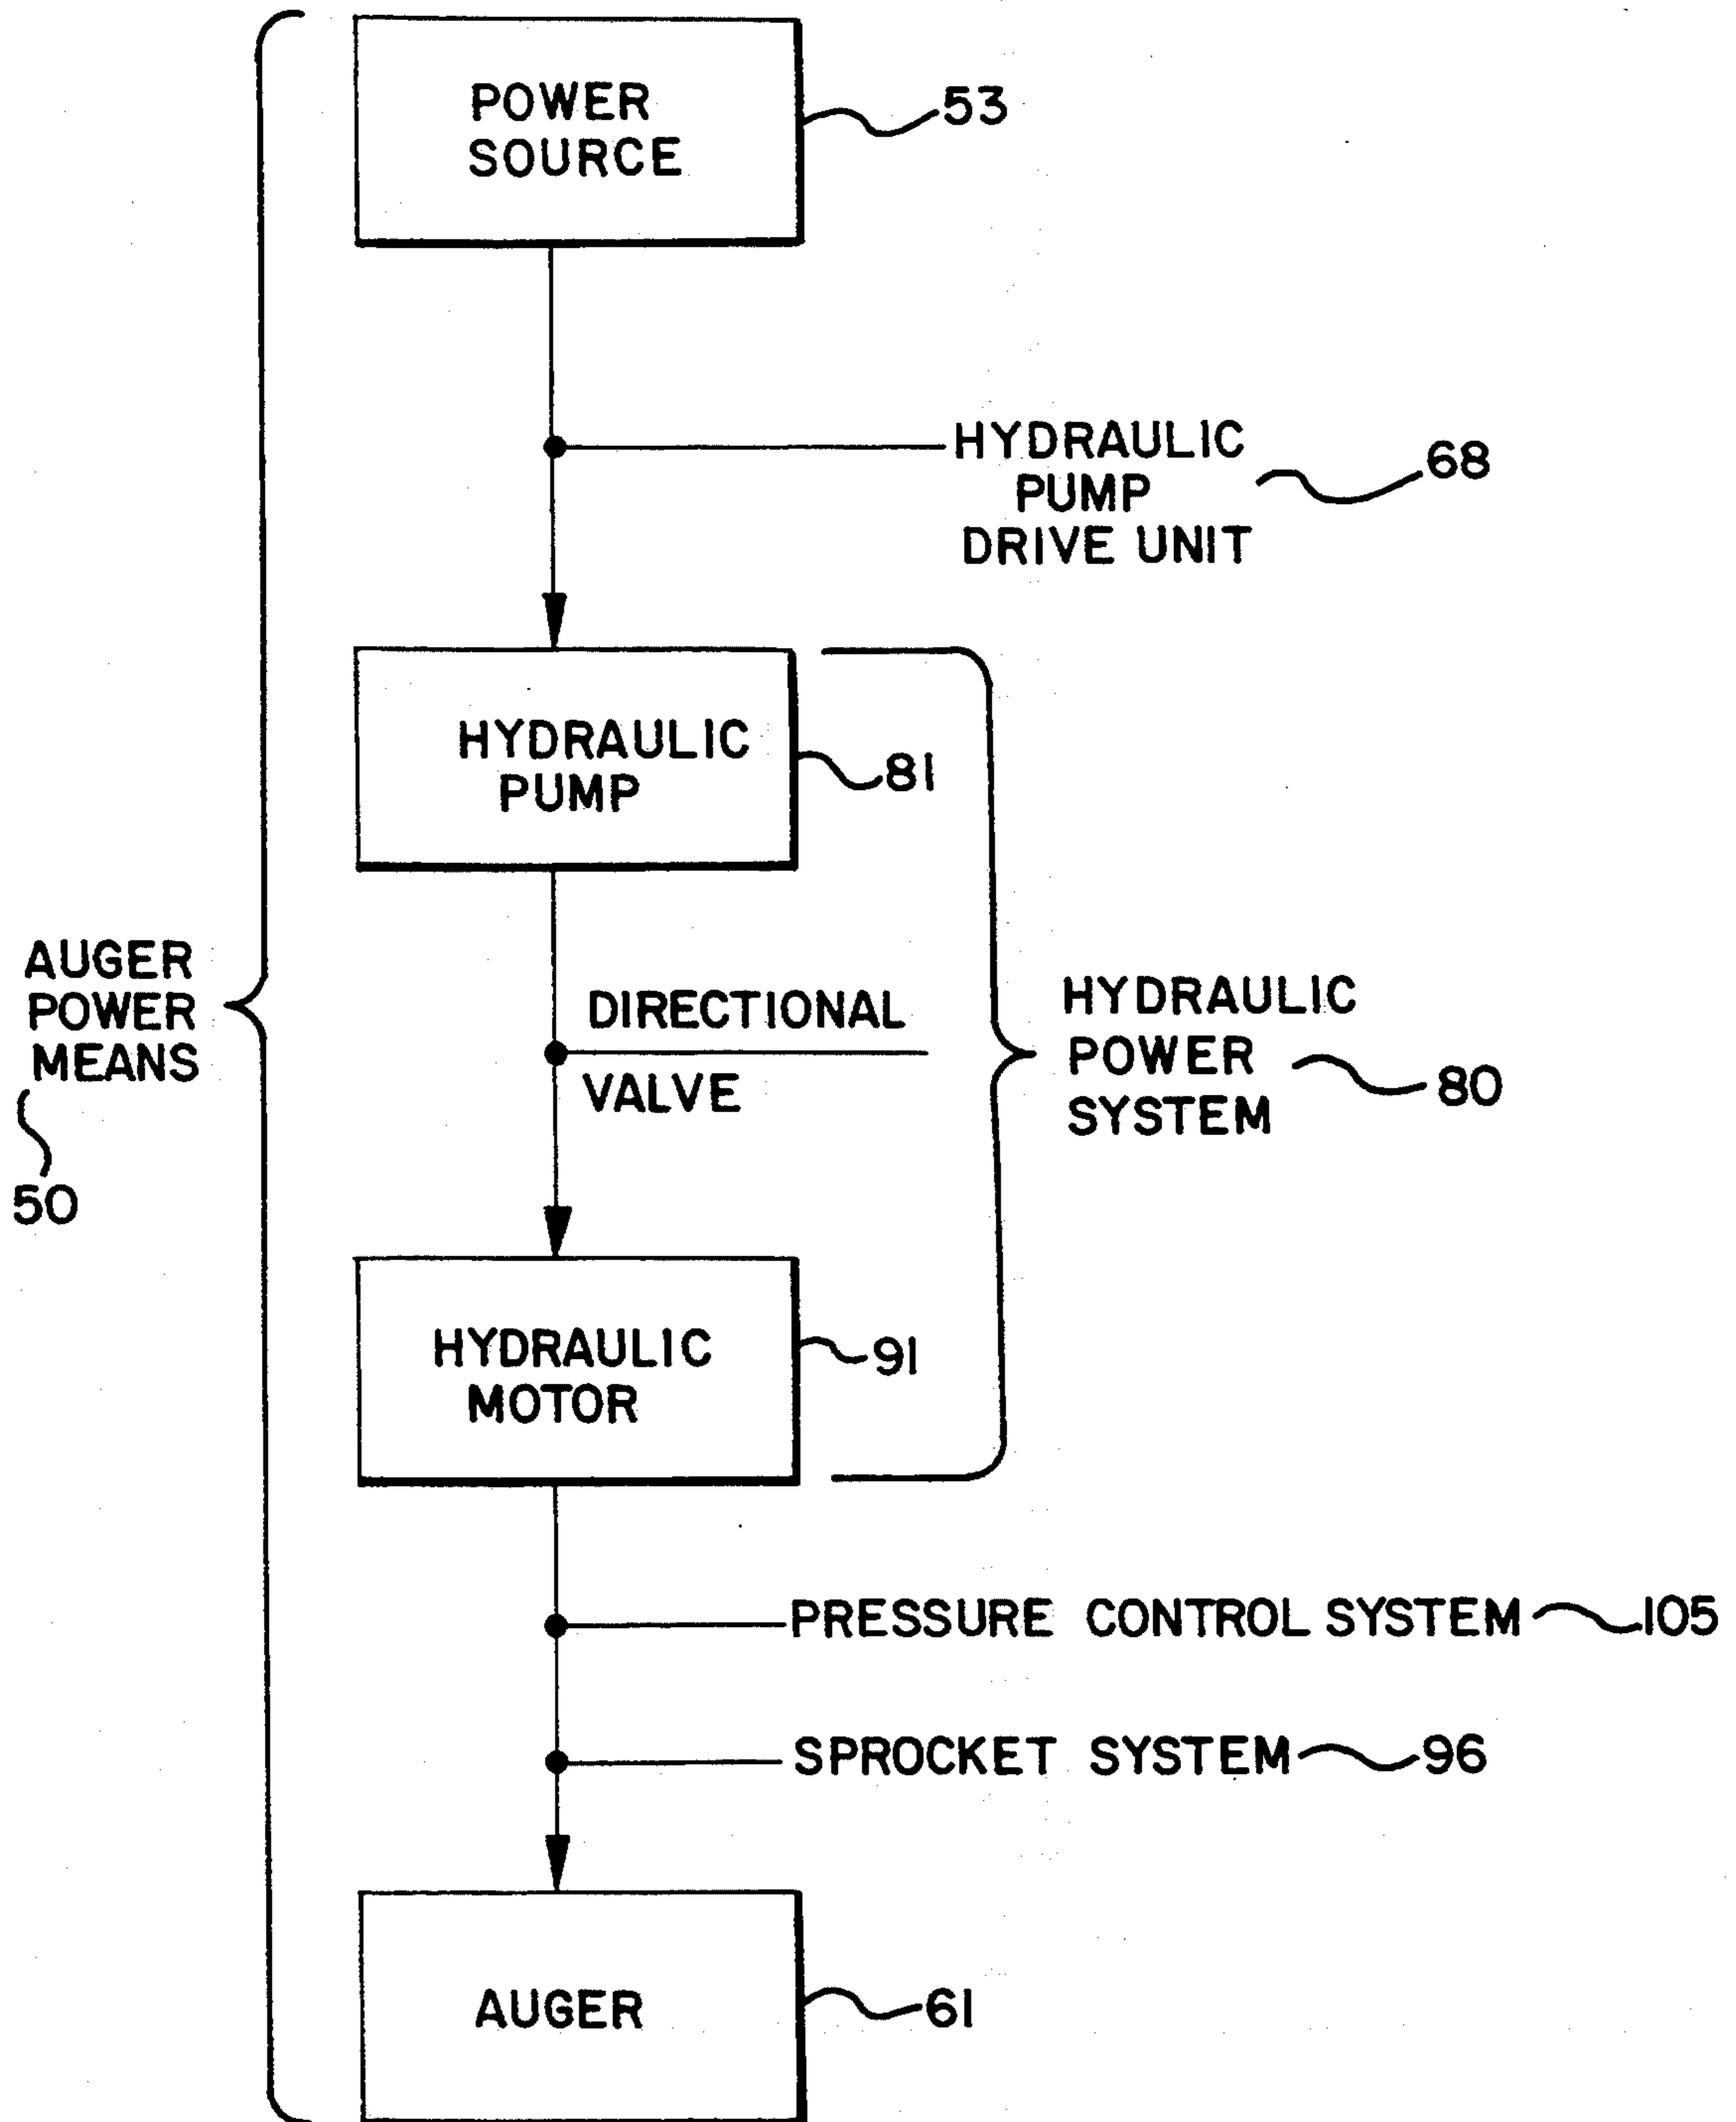 POWER
SOURCE
53
HYDRAULIC
PUMP
DRIVE UNIT
68
HYDRAULIC
PUMP
81
AUGER
POWER
MEANS
50
DIRECTIONAL
VALVE
HYDRAULIC
POWER
SYSTEM
80
HYDRAULIC
MOTOR
91
PRESSURE CONTROL SYSTEM 105
SPROCKET SYSTEM 96
AUGER
61